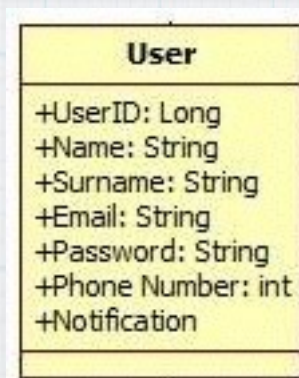 User
+UserID: Long
+Name: String
+Surname: String
+Email: String
+Password: String
+Phone Number: int
+Notification